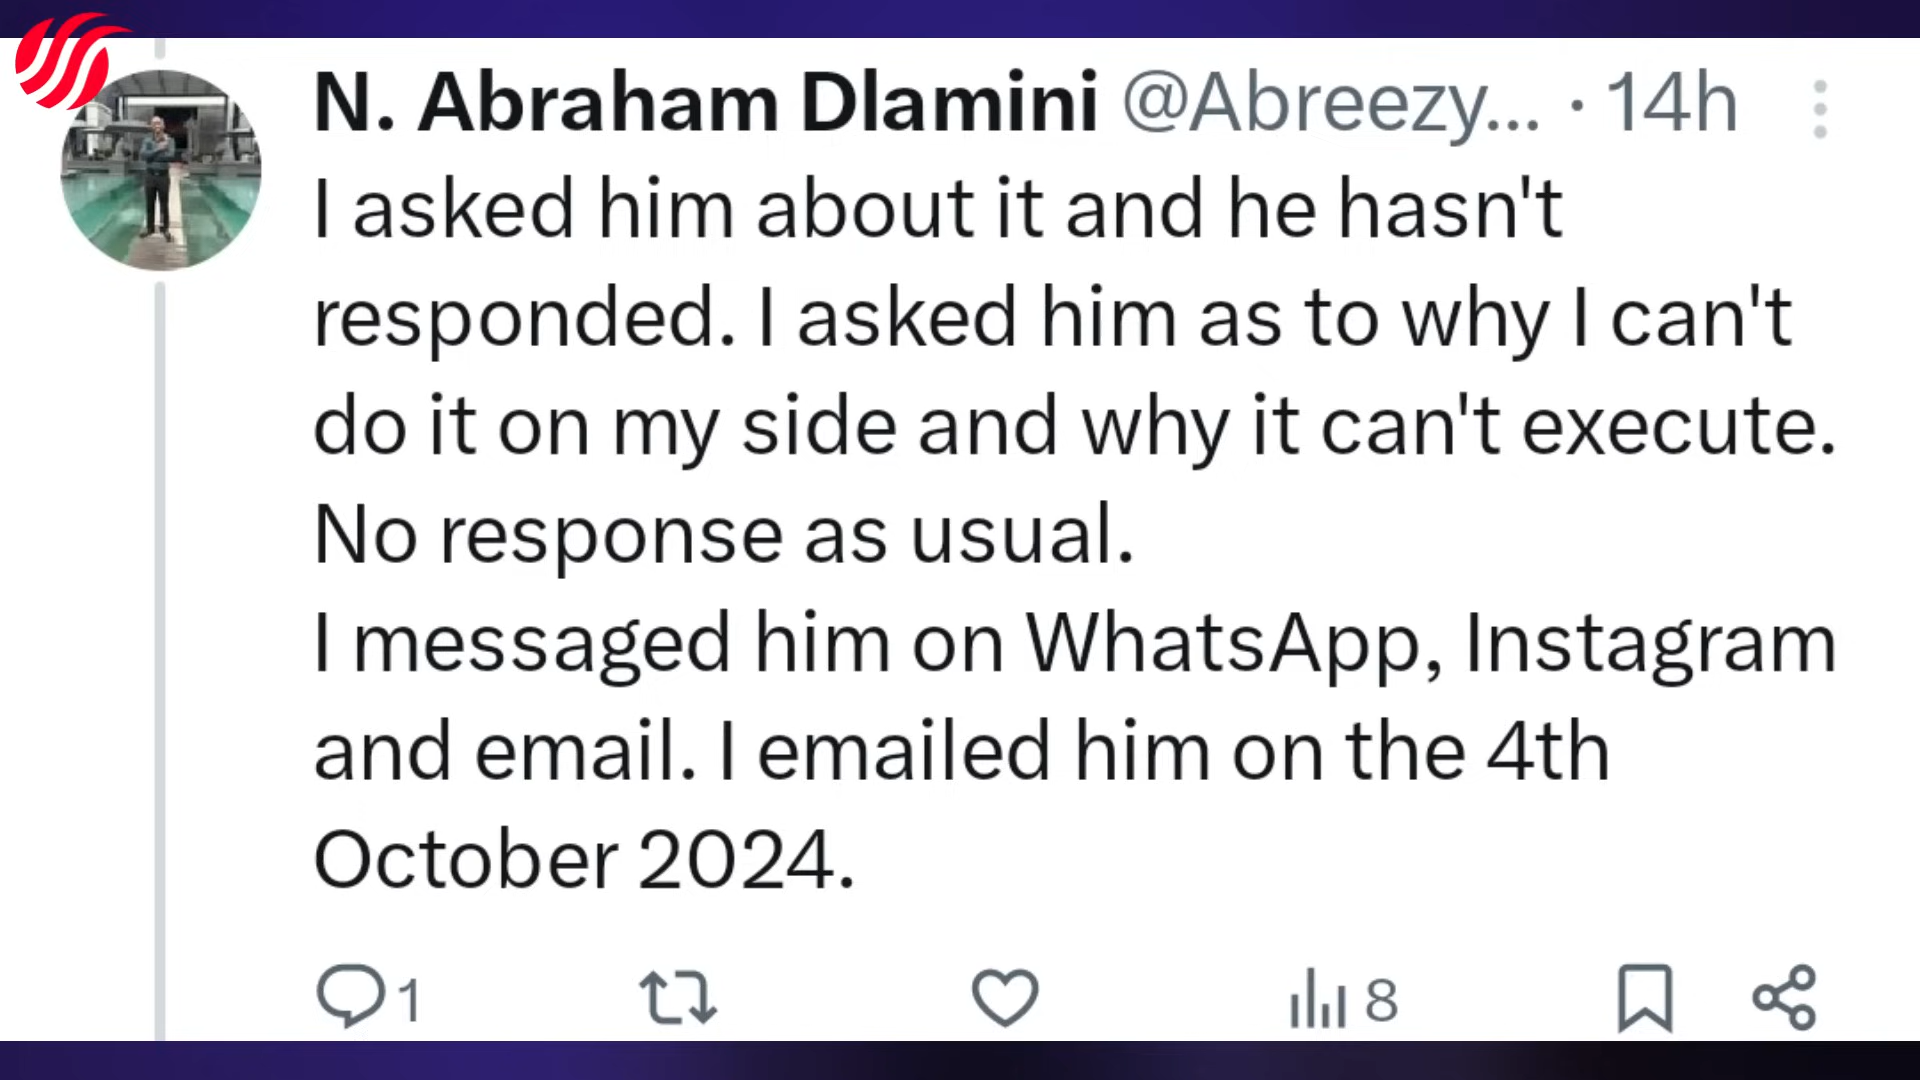 N. Abraham Dlamini @Abreezy... · 14h
I asked him about it and he hasn't
responded. I asked him as to why I can't
do it on my side and why it can't execute.
No response as usual.
I messaged him on WhatsApp, Instagram
and email. I emailed him on the 4th
October 2024.
1 8